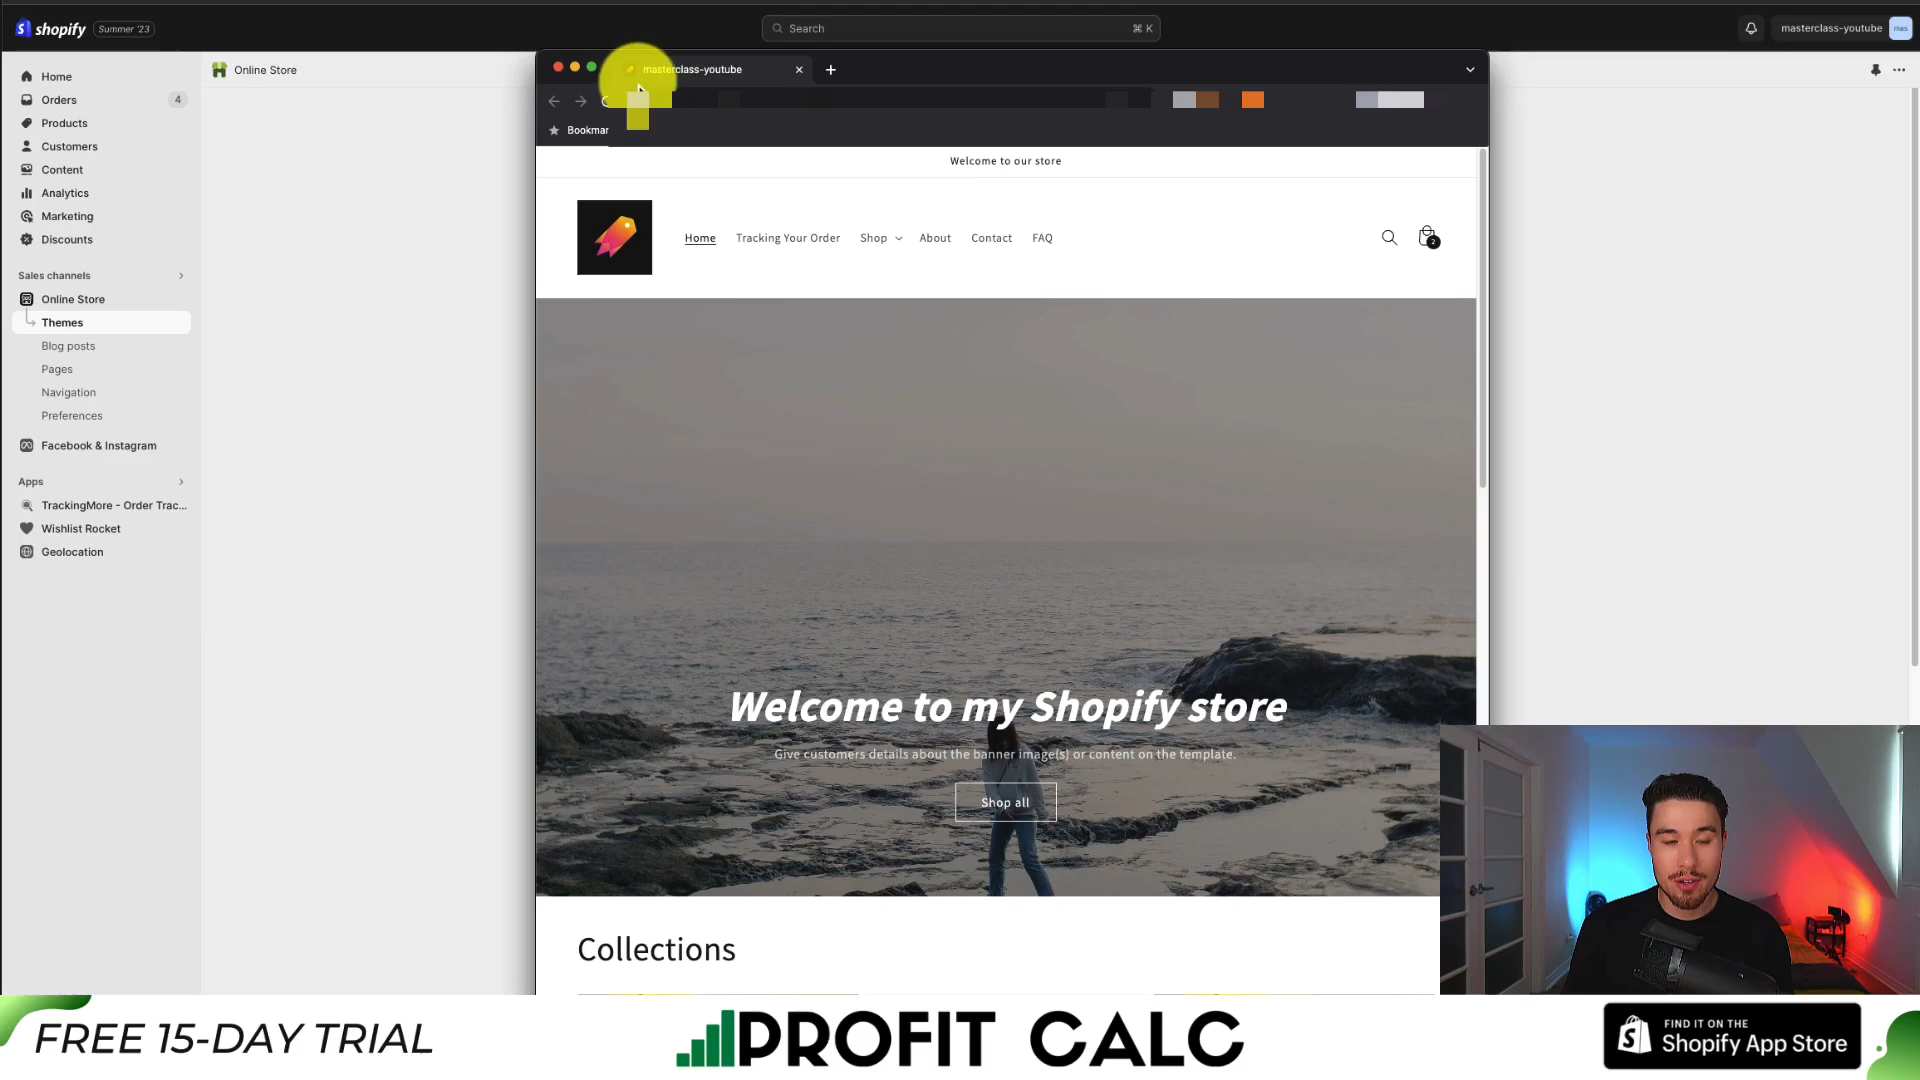 shopify
Summer '23
Search
⌘ K
masterclass-youtube
mas
Home
Orders
4
Products
Customers
Content
Analytics
Marketing
Discounts
Sales channels
Online Store
Themes
Blog posts
Pages
Navigation
Preferences
Facebook & Instagram
Apps
TrackingMore - Order Trac...
Wishlist Rocket
Geolocation
Online Store
masterclass-youtube
Bookmar
Welcome to our store
Home
Tracking Your Order
Shop
About
Contact
FAQ
2
Welcome to my Shopify store
Give customers details about the banner image(s) or content on the template.
Shop all
Collections
FREE 15-DAY TRIAL
PROFIT CALC
FIND IT ON THE
Shopify App Store